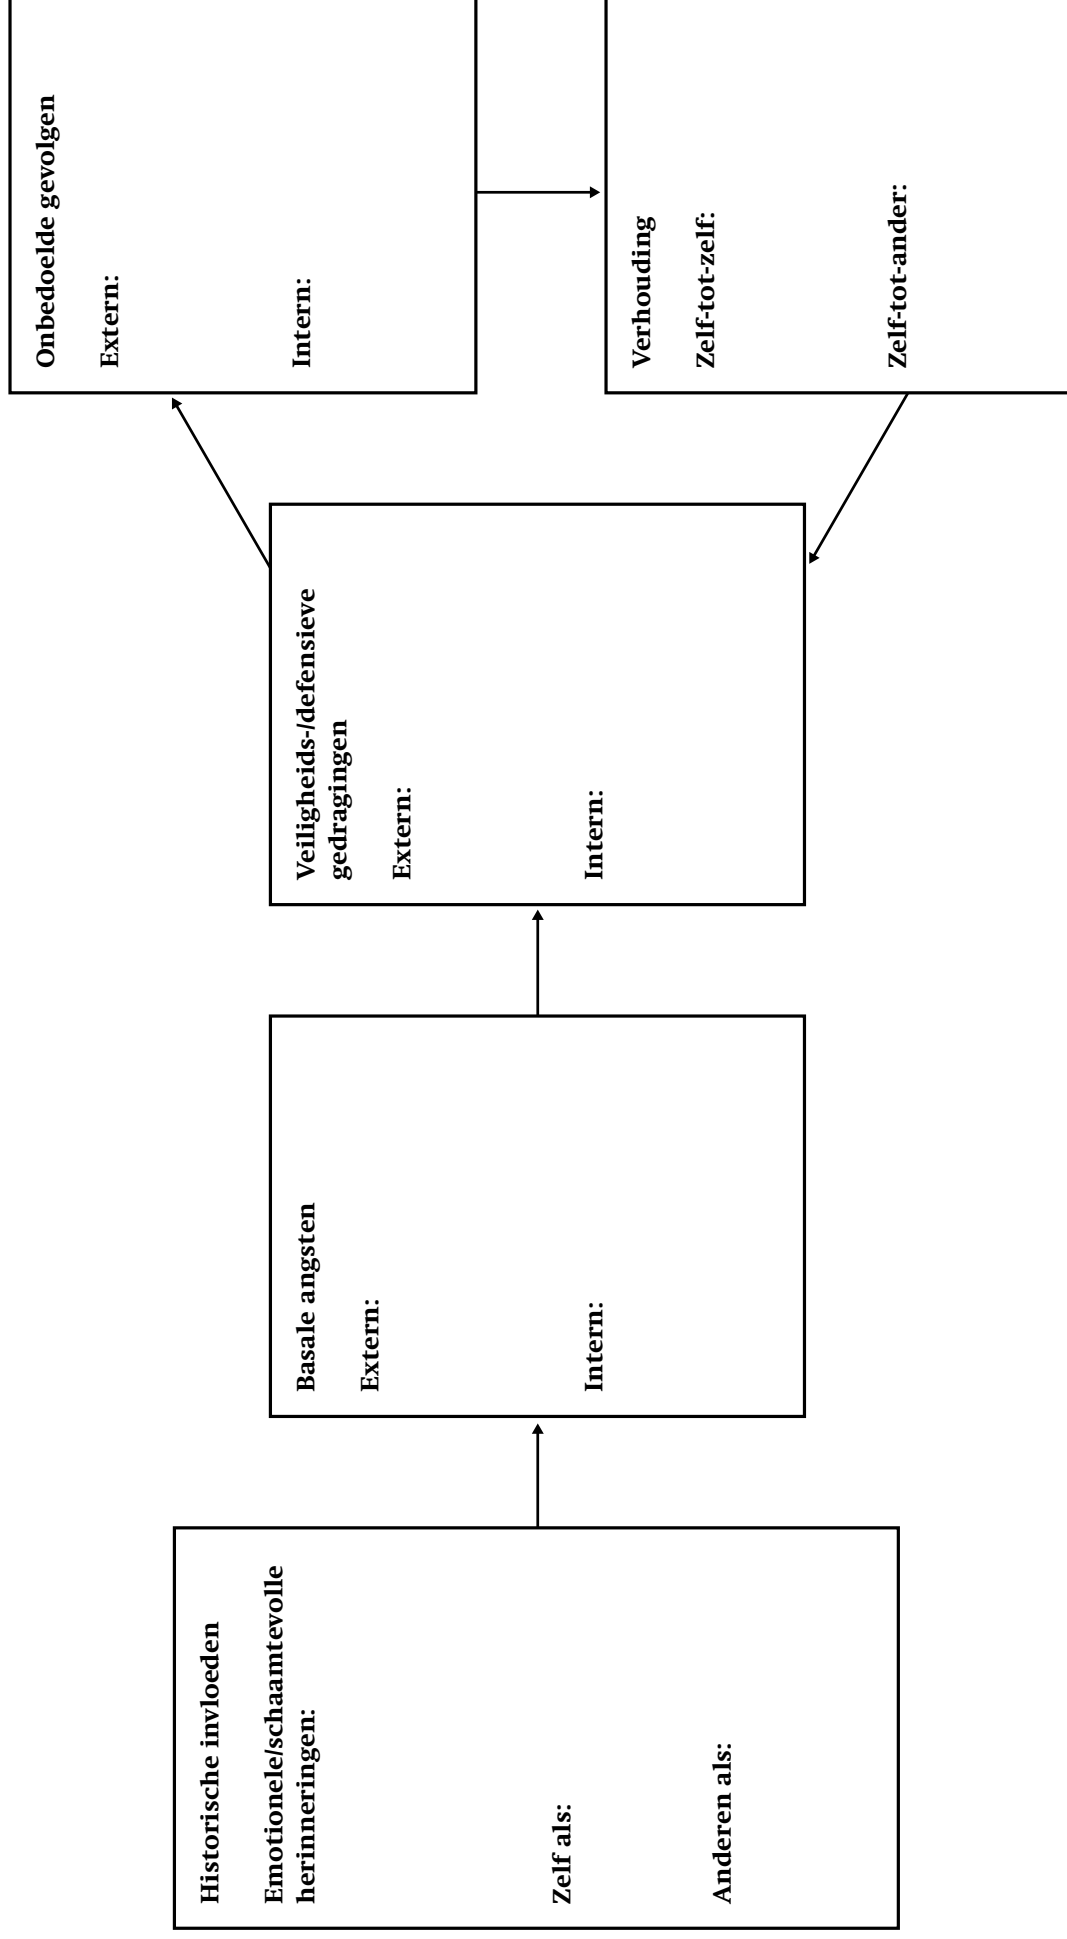 Historische invloeden
Emotionele/schaamtevolle
herinneringen:
Zelf als:
Anderen als:
Basale angsten
Extern:
Intern:
Veiligheids-/defensieve
gedragingen
Extern:
Intern:
Onbedoelde gevolgen
Extern:
Intern:
Verhouding
Zelf-tot-zelf:
Zelf-tot-ander: